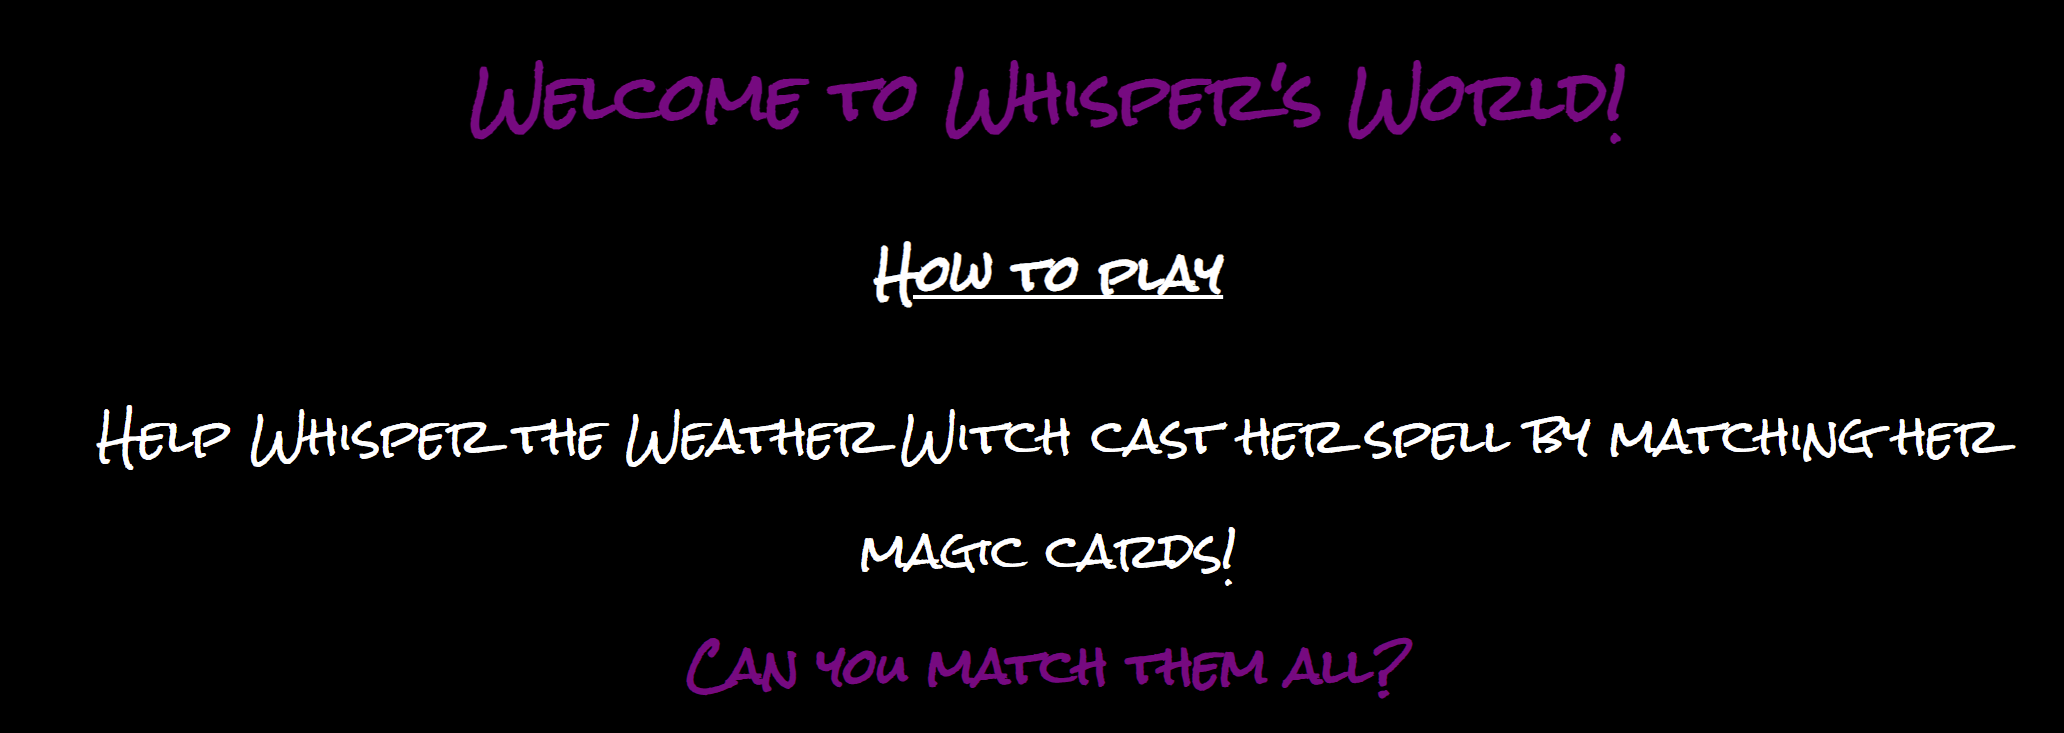 Welcome to Whisper's World!
How to play
Help Whisper the Weather Witch cast her spell by matching her
magic cards!
Can you match them all?